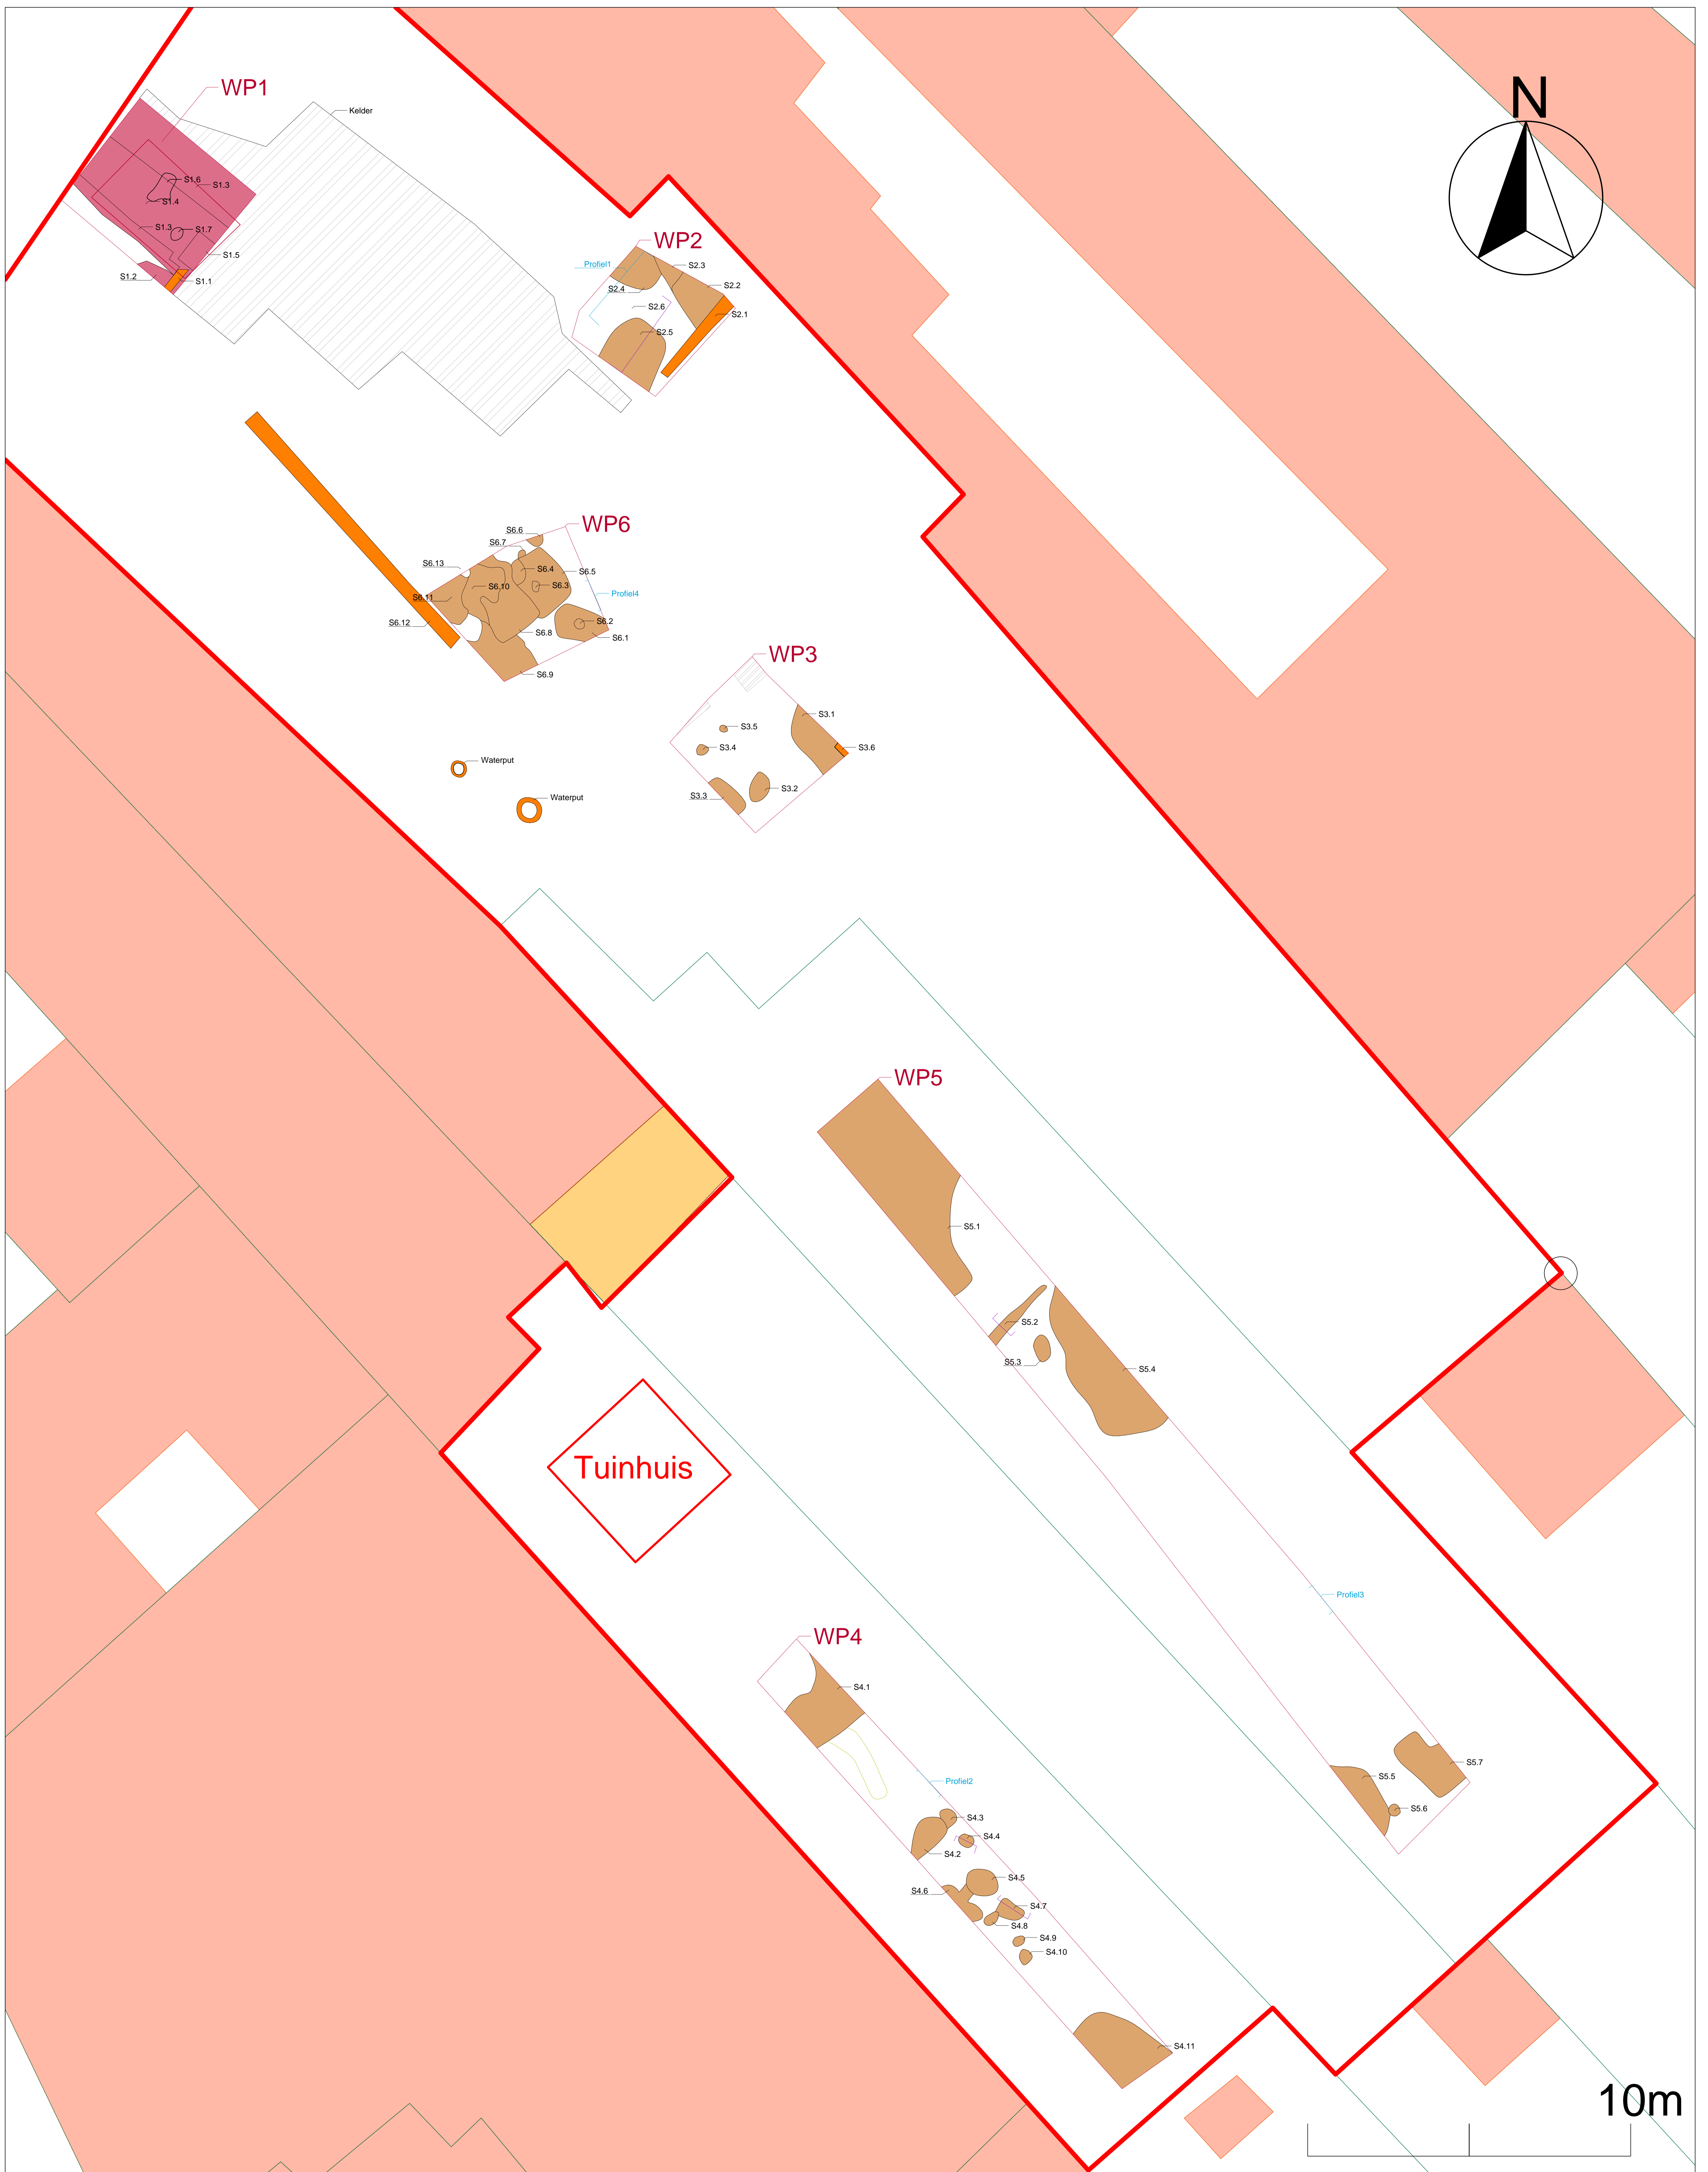 N
WP1
Kelder
S1.6
S1.3
S1.4
S1.3
S1.7
S1.5
S1.2
S1.1
WP2
Profiel1
S2.3
S2.4
S2.2
S2.6
S2.1
S2.5
WP6
S6.6
S6.7
S6.13
S6.4
S6.5
S6.10
S6.3
Profiel4
S6.11
S6.12
S6.2
S6.8
S6.1
S6.9
WP3
S3.1
S3.5
S3.4
S3.6
S3.3
S3.2
Waterput
Waterput
WP5
S5.1
S5.2
S5.3
S5.4
Tuinhuis
Profiel3
WP4
S4.1
S5.7
S5.5
Profiel2
S5.6
S4.3
S4.4
S4.2
S4.5
S4.6
S4.7
S4.8
S4.9
S4.10
S4.11
10m